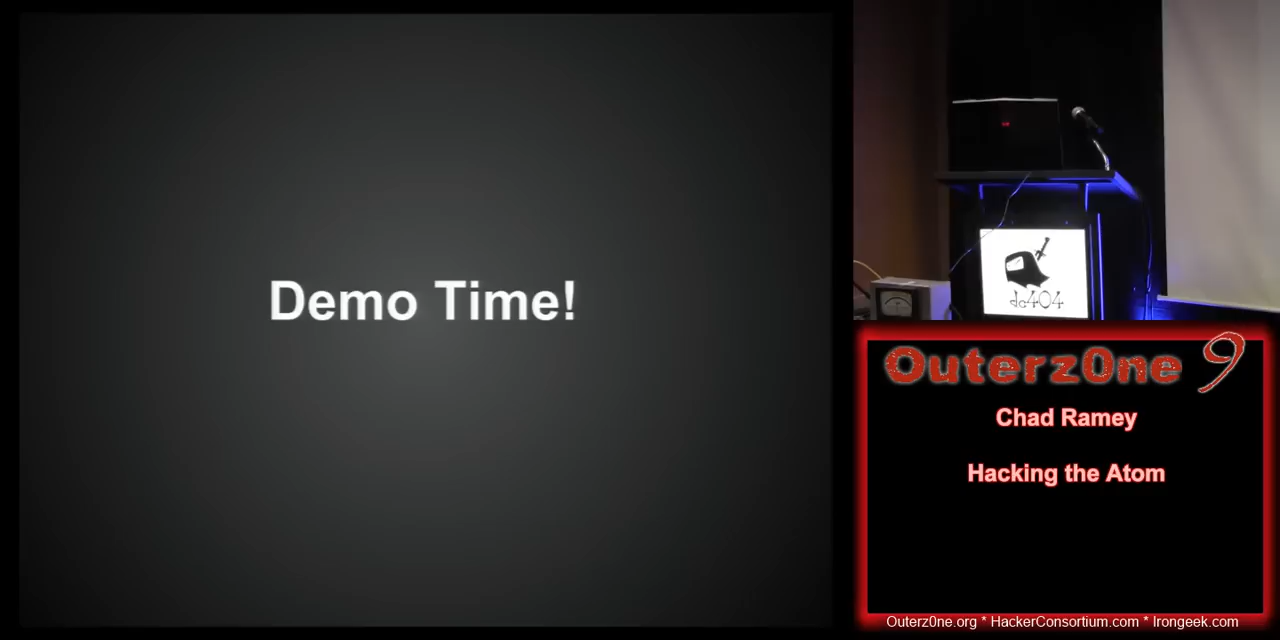 Demo Time!
dc404
Outerz0ne 9
Chad Ramey
Hacking the Atom
Outerz0ne.org * HackerConsortium.com * Irongeek.com